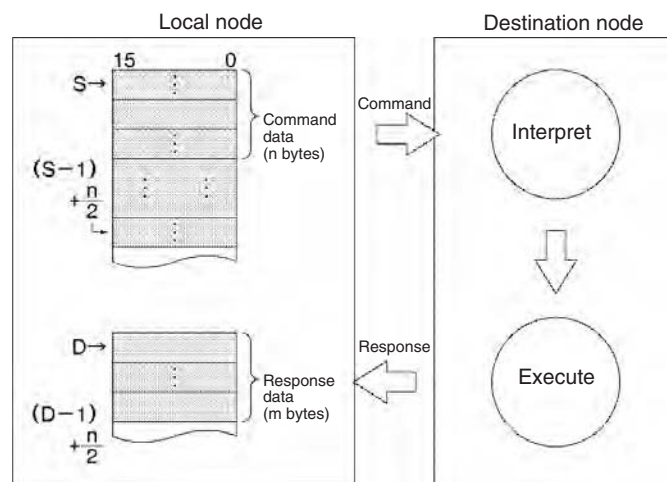 Local node
Destination node
15 0
S→
Command
data
(n bytes)
(S−1)
+n/2
Command
Interpret
D→
Response
data
(m bytes)
(D−1)
+n/2
Response
Execute